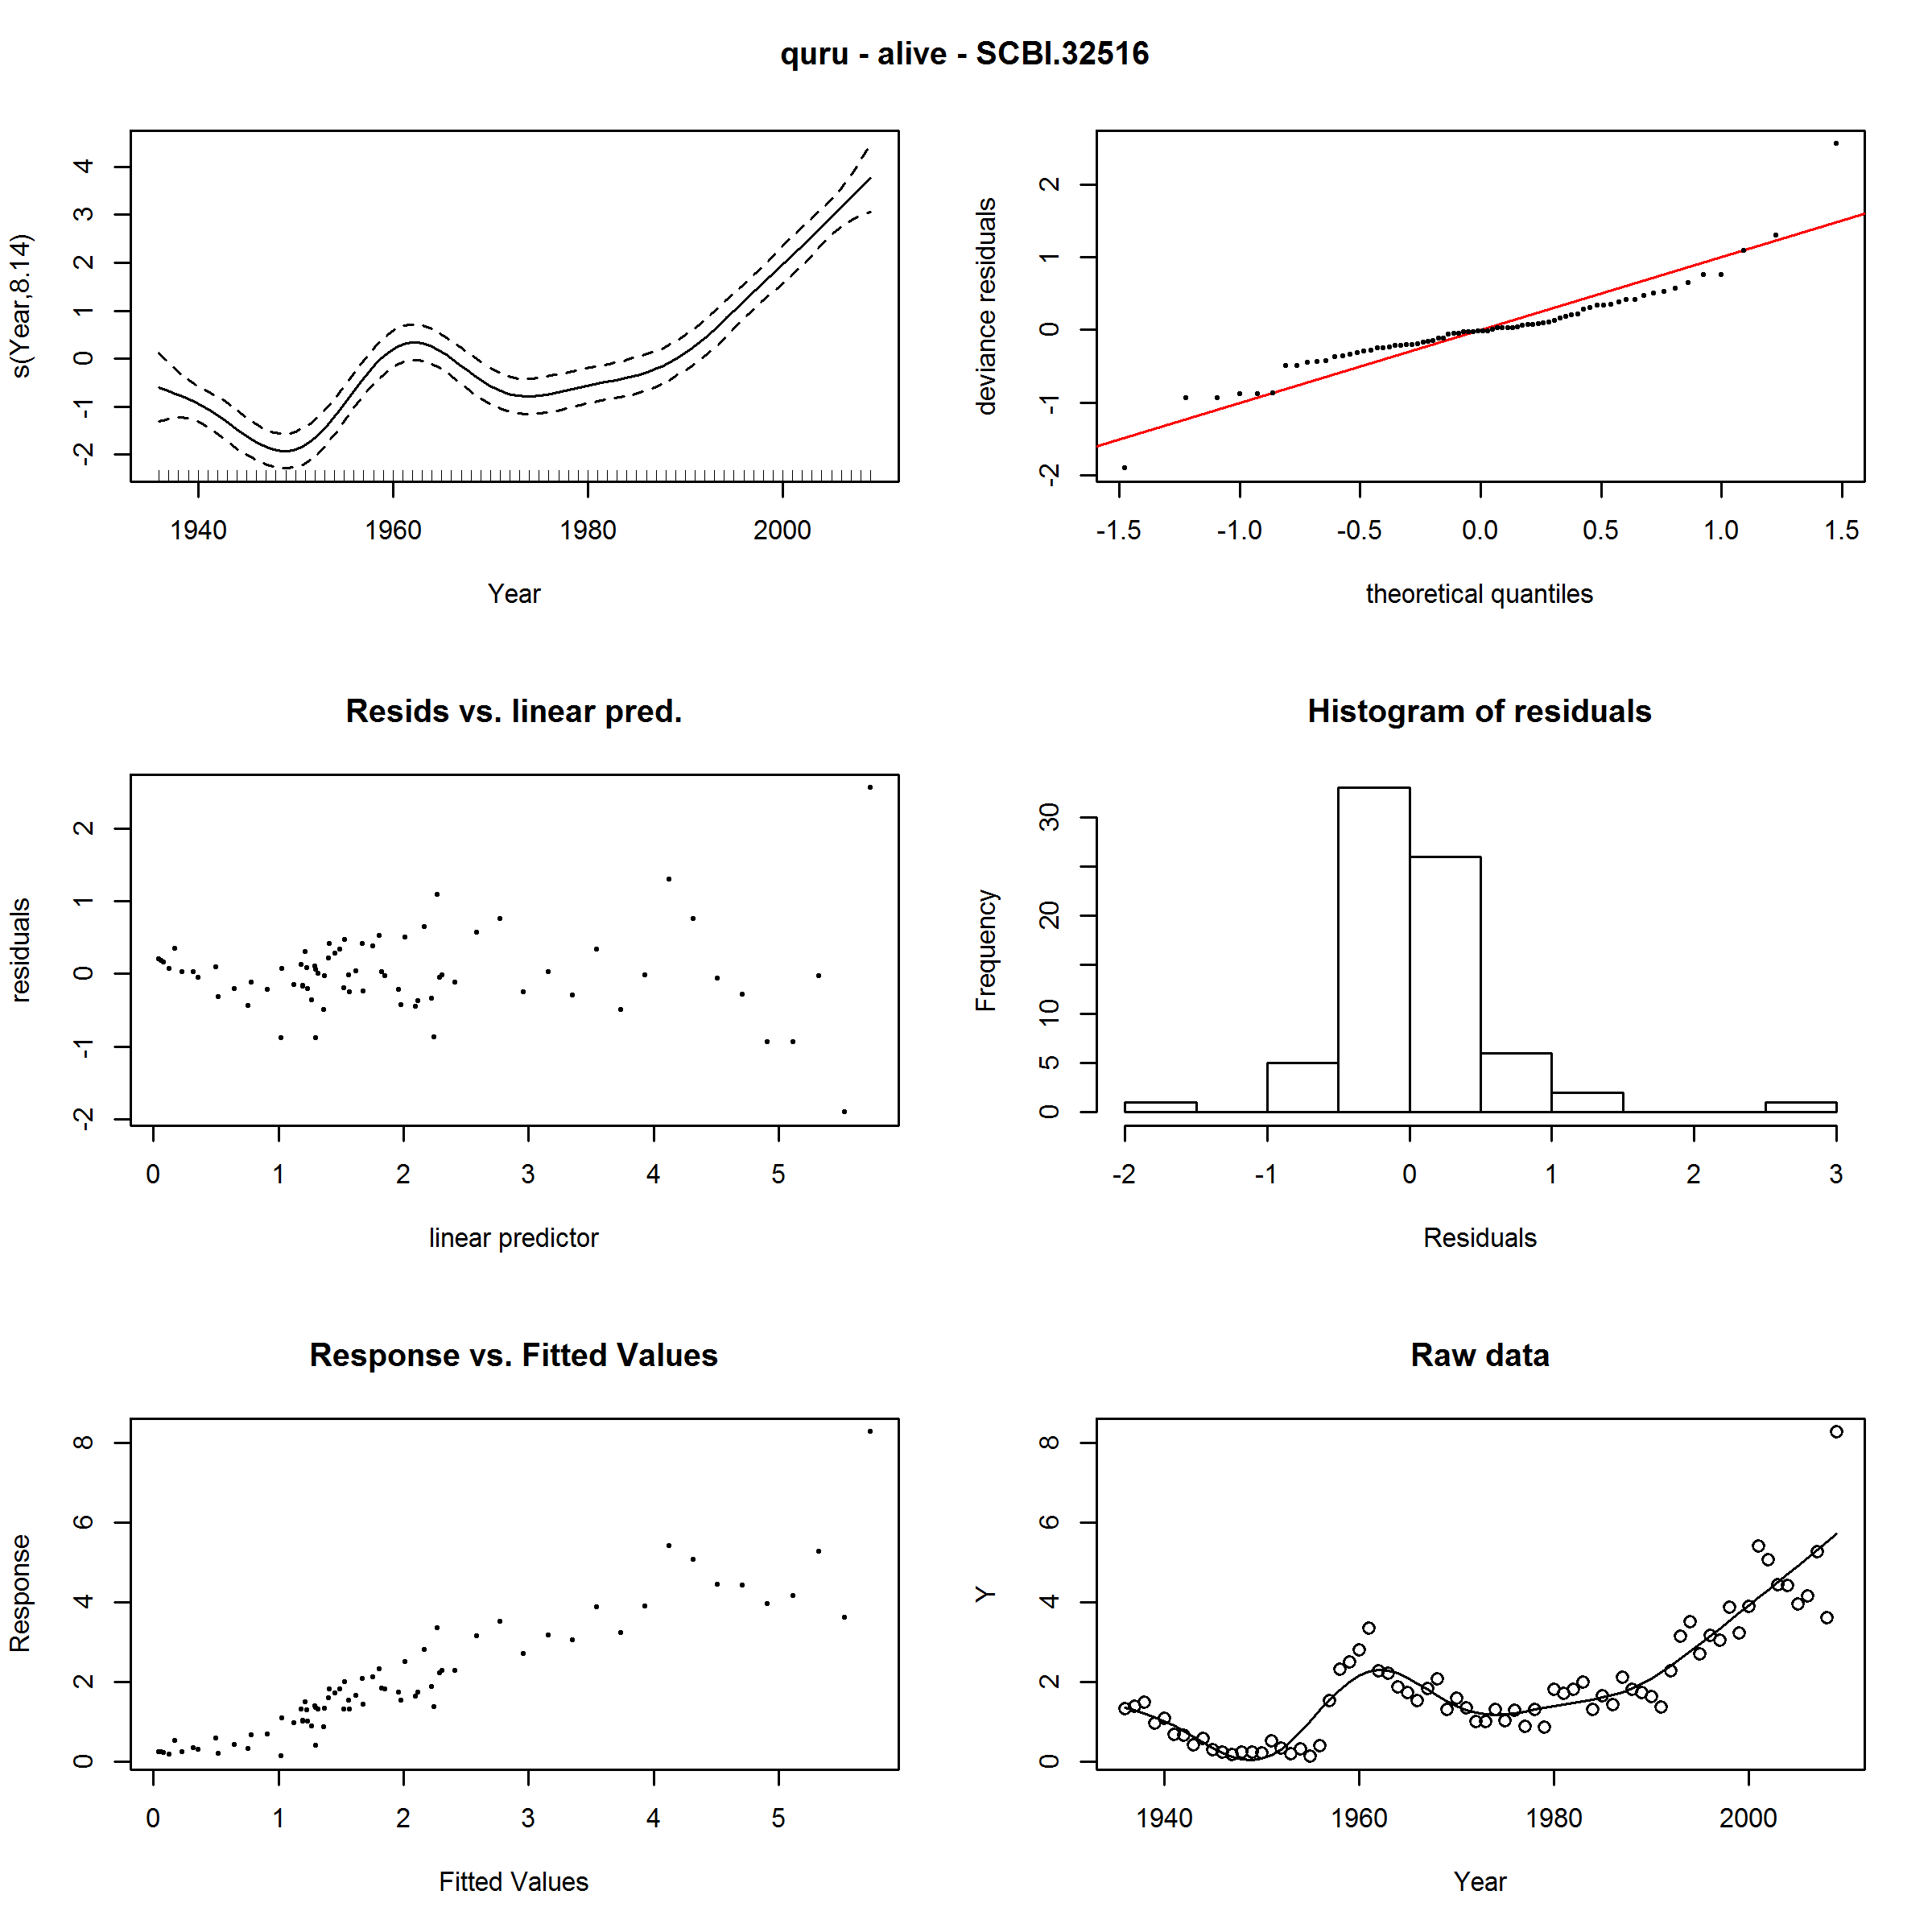 quru - alive - SCBI.32516
s(Year,8.14)
-2 -1 0 1 2 3 4
1940 1960 1980 2000
Year
deviance residuals
-2 -1 0 1 2
-1.5 -1.0 -0.5 0.0 0.5 1.0 1.5
theoretical quantiles
Resids vs. linear pred.
residuals
-2 -1 0 1 2
0 1 2 3 4 5
linear predictor
Histogram of residuals
Frequency
0 5 10 20 30
-2 -1 0 1 2 3
Residuals
Response vs. Fitted Values
Response
0 2 4 6 8
0 1 2 3 4 5
Fitted Values
Raw data
Y
0 2 4 6 8
1940 1960 1980 2000
Year